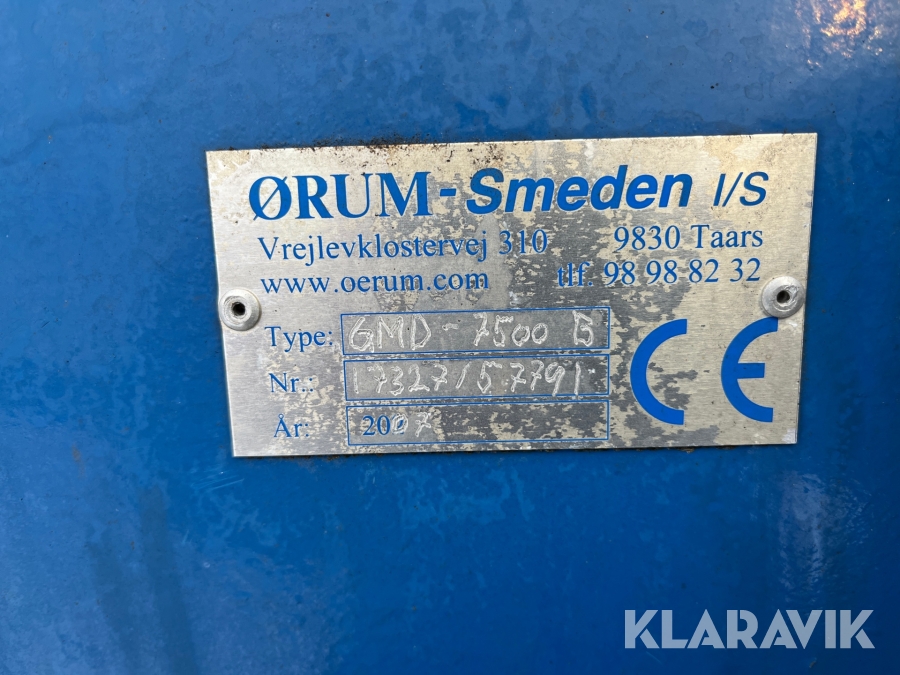 ØRUM-Smeden I/S
Vrejlevklostervej 310 9830 Taars
www.oerum.com tlf. 98 98 82 32
Type: GMD-7500 B
Nr.: 17327/57791
År: 2007
CE
KLARAVIK